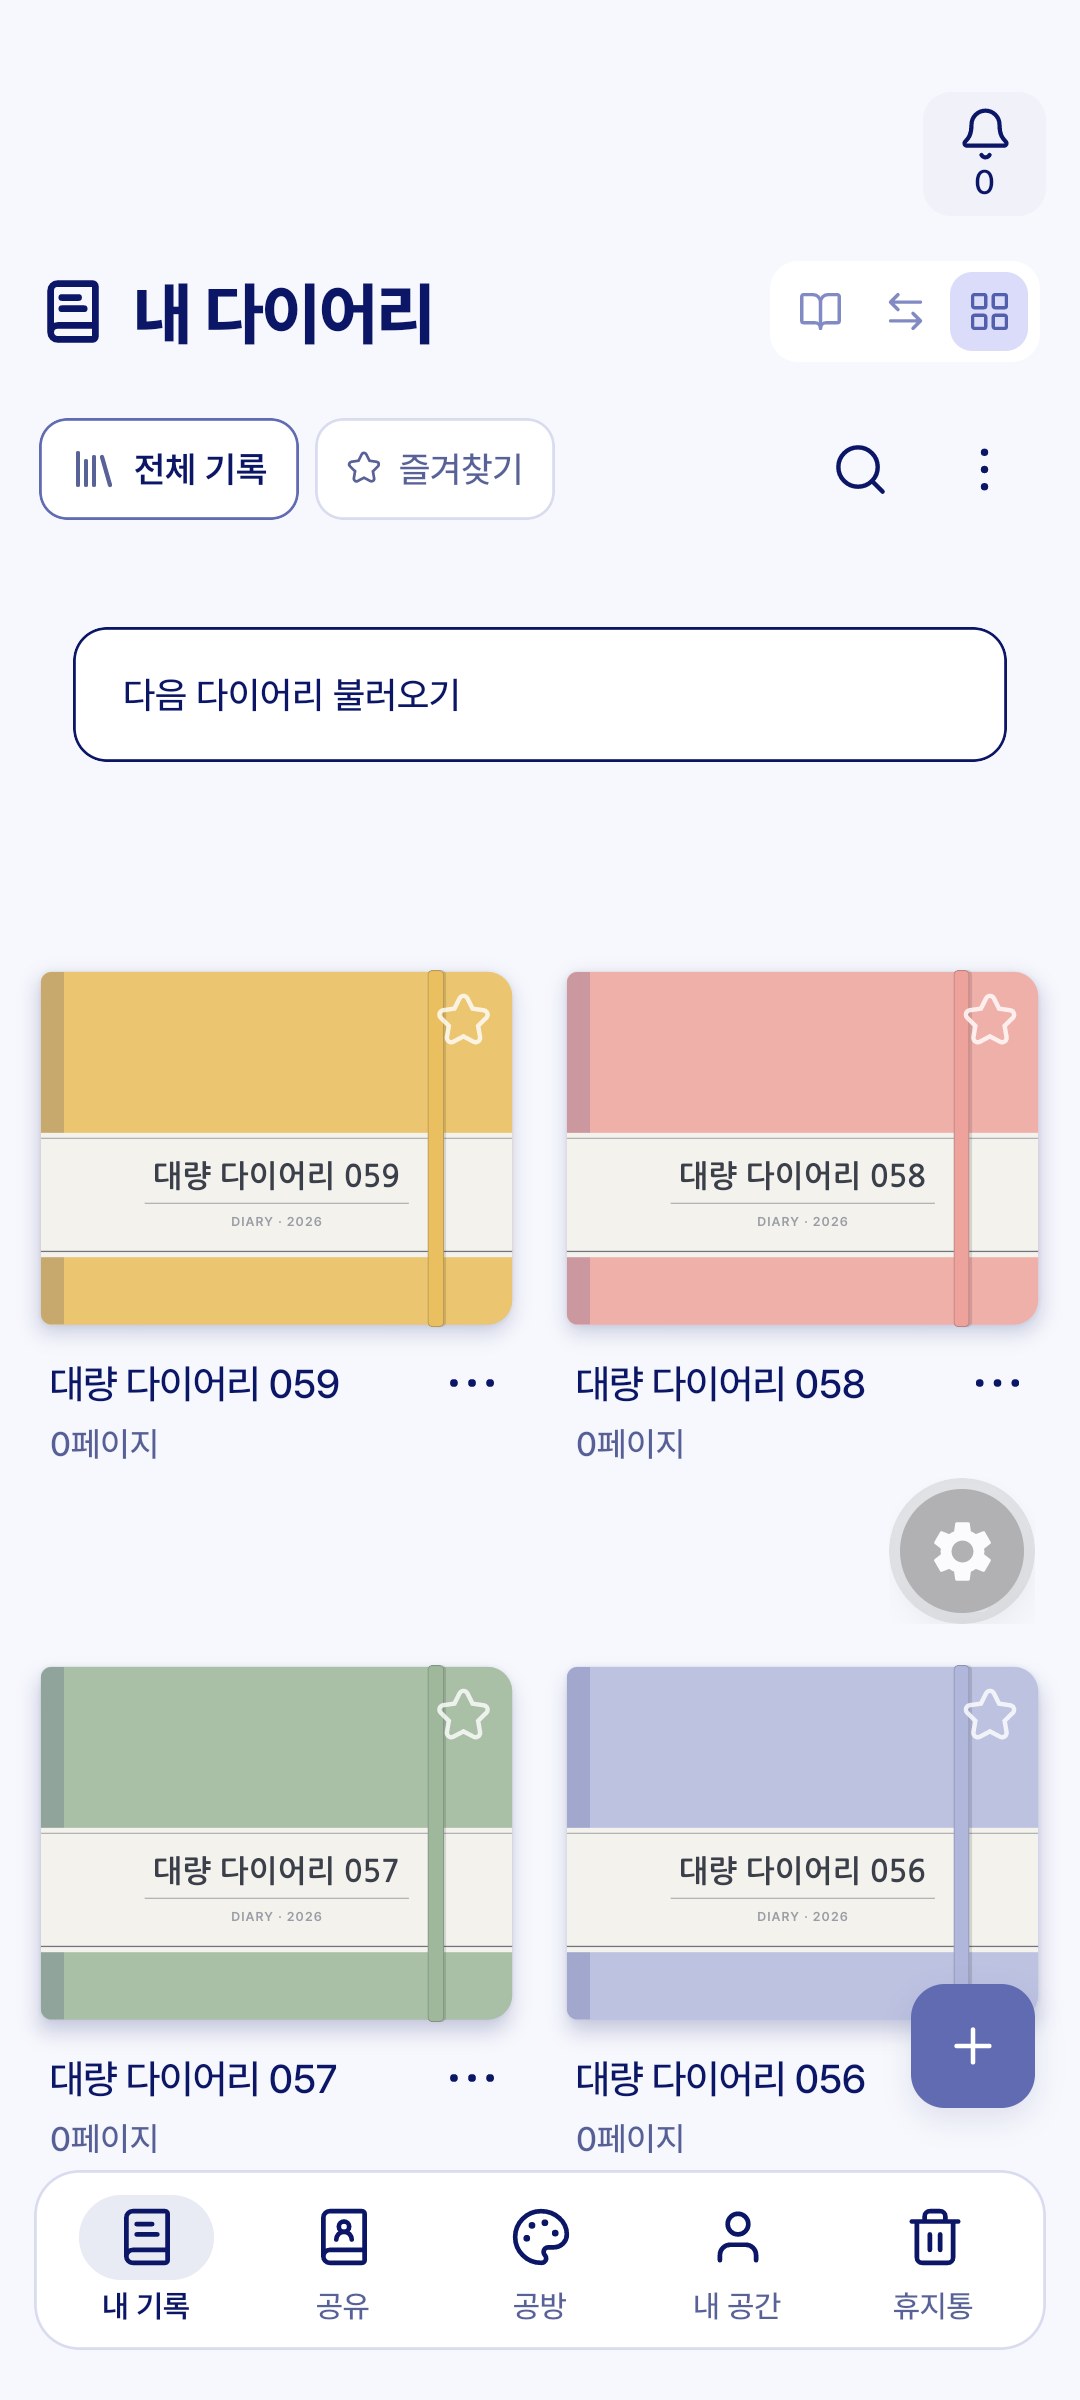 0
내 다이어리
전체 기록
즐겨찾기
다음 다이어리 불러오기
대량 다이어리 059
DIARY · 2026
대량 다이어리 058
DIARY · 2026
대량 다이어리 059
0페이지
대량 다이어리 058
0페이지
대량 다이어리 057
DIARY · 2026
대량 다이어리 056
DIARY · 2026
대량 다이어리 057
0페이지
대량 다이어리 056
0페이지
내 기록
공유
공방
내 공간
휴지통